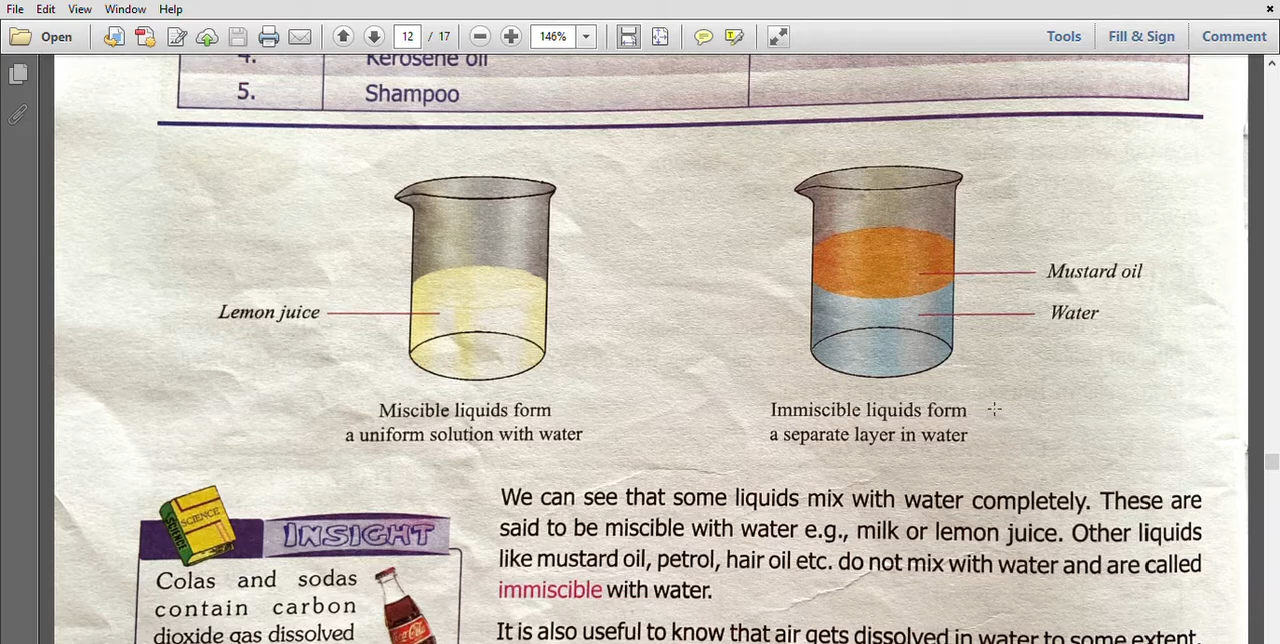 File Edit View Window Help
Open 12 / 17 146% Tools Fill & Sign Comment
4. Kerosene oil
5. Shampoo
Lemon juice
Mustard oil
Water
Miscible liquids form
a uniform solution with water
Immiscible liquids form
a separate layer in water
We can see that some liquids mix with water completely. These are
said to be miscible with water e.g., milk or lemon juice. Other liquids
like mustard oil, petrol, hair oil etc. do not mix with water and are called
immiscible with water.
It is also useful to know that air gets dissolved in water to some extent.
SCIENCE
SCIENCE
INSIGHT
Colas and sodas
contain carbon
dioxide gas dissolved
Coca-Cola